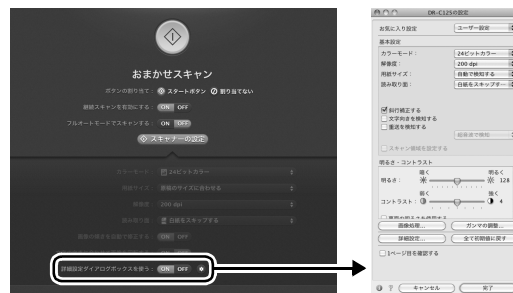 おまかせスキャン
ボタンの割り当て： スタートボタン 割り当てない
継続スキャンを有効にする： ON OFF
フルオートモードでスキャンする： ON OFF
スキャナーの設定
カラーモード： 24ビットカラー
用紙サイズ： 原稿のサイズに合わせる
解像度： 200 dpi
読み取り面： 白紙をスキップする
ON OFF
詳細設定ダイアログボックスを使う： ON OFF
DR-C125の設定
お気に入り設定 ユーザー設定
基本設定
カラーモード： 24ビットカラー
解像度： 200 dpi
用紙サイズ： 自動で検知する
読み取り面： 白紙をスキップす…
斜行補正する
文字向きを検知する
重送を検知する
超音波で検知
スキャン領域を設定する
明るさ・コントラスト
暗く 明るく
明るさ： 128
弱く 強く
コントラスト： 4
画像処理... ガンマの調整...
詳細設定... 全て初期値に戻す
1ページ目を確認する
? キャンセル 完了